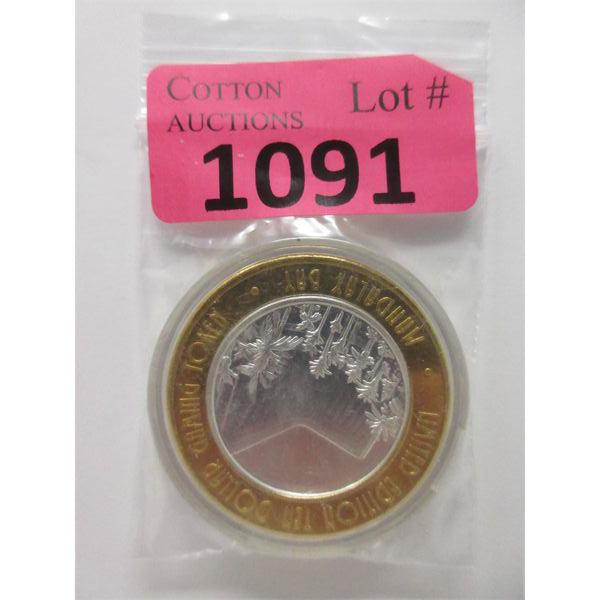 COTTON
AUCTIONS
Lot #
1091
MANDALAY BAY
LIMITED EDITION TEN DOLLAR GAMING TOKEN